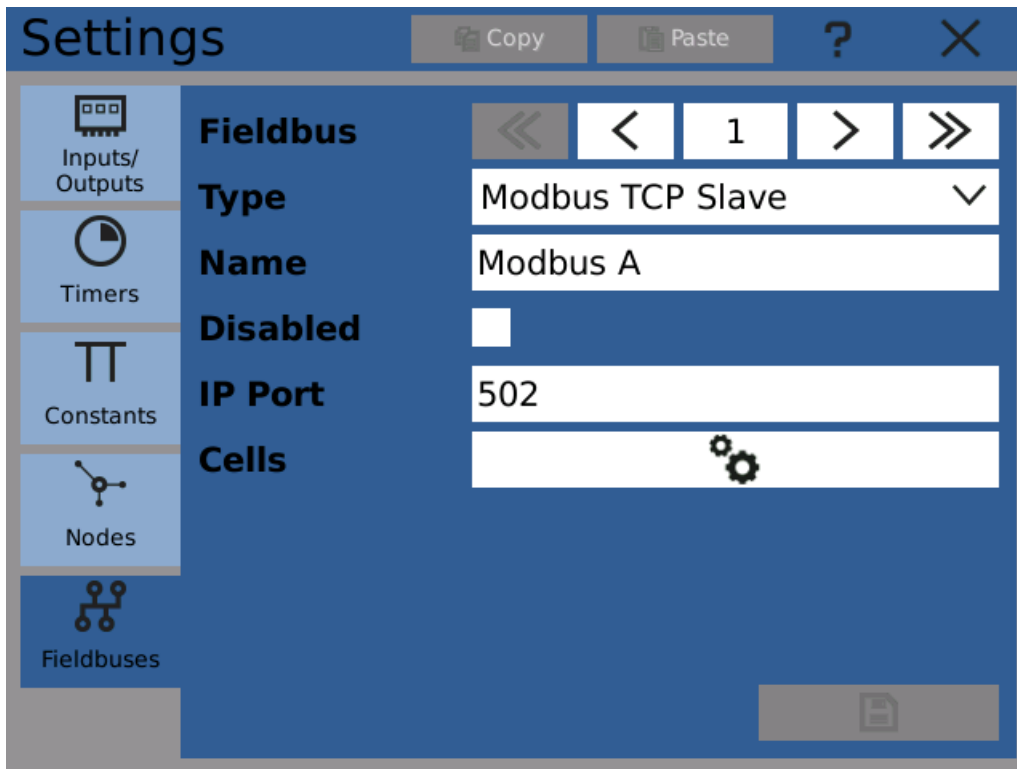 Settings
Copy
Paste
?
Inputs/
Outputs
Timers
Constants
Nodes
Fieldbuses
Fieldbus
1
Type
Modbus TCP Slave
Name
Modbus A
Disabled
IP Port
502
Cells